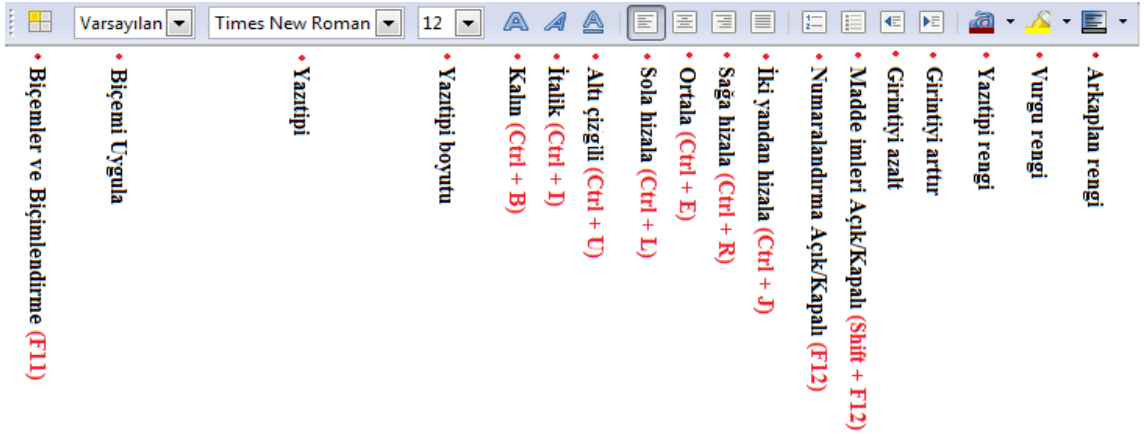 Varsayılan
Times New Roman
12
• Biçemler ve Biçimlendirme (F11)
• Biçemi Uygula
• Yazıtipi
• Yazıtipi boyutu
• Kalın (Ctrl + B)
• İtalik (Ctrl + I)
• Altı çizgili (Ctrl + U)
• Sola hizala (Ctrl + L)
• Ortala (Ctrl + E)
• Sağa hizala (Ctrl + R)
• İki yandan hizala (Ctrl + J)
• Numaralandırma Açık/Kapalı (F12)
• Madde imleri Açık/Kapalı (Shift + F12)
• Girintiyi azalt
• Girintiyi arttır
• Yazıtipi rengi
• Vurgu rengi
• Arkaplan rengi